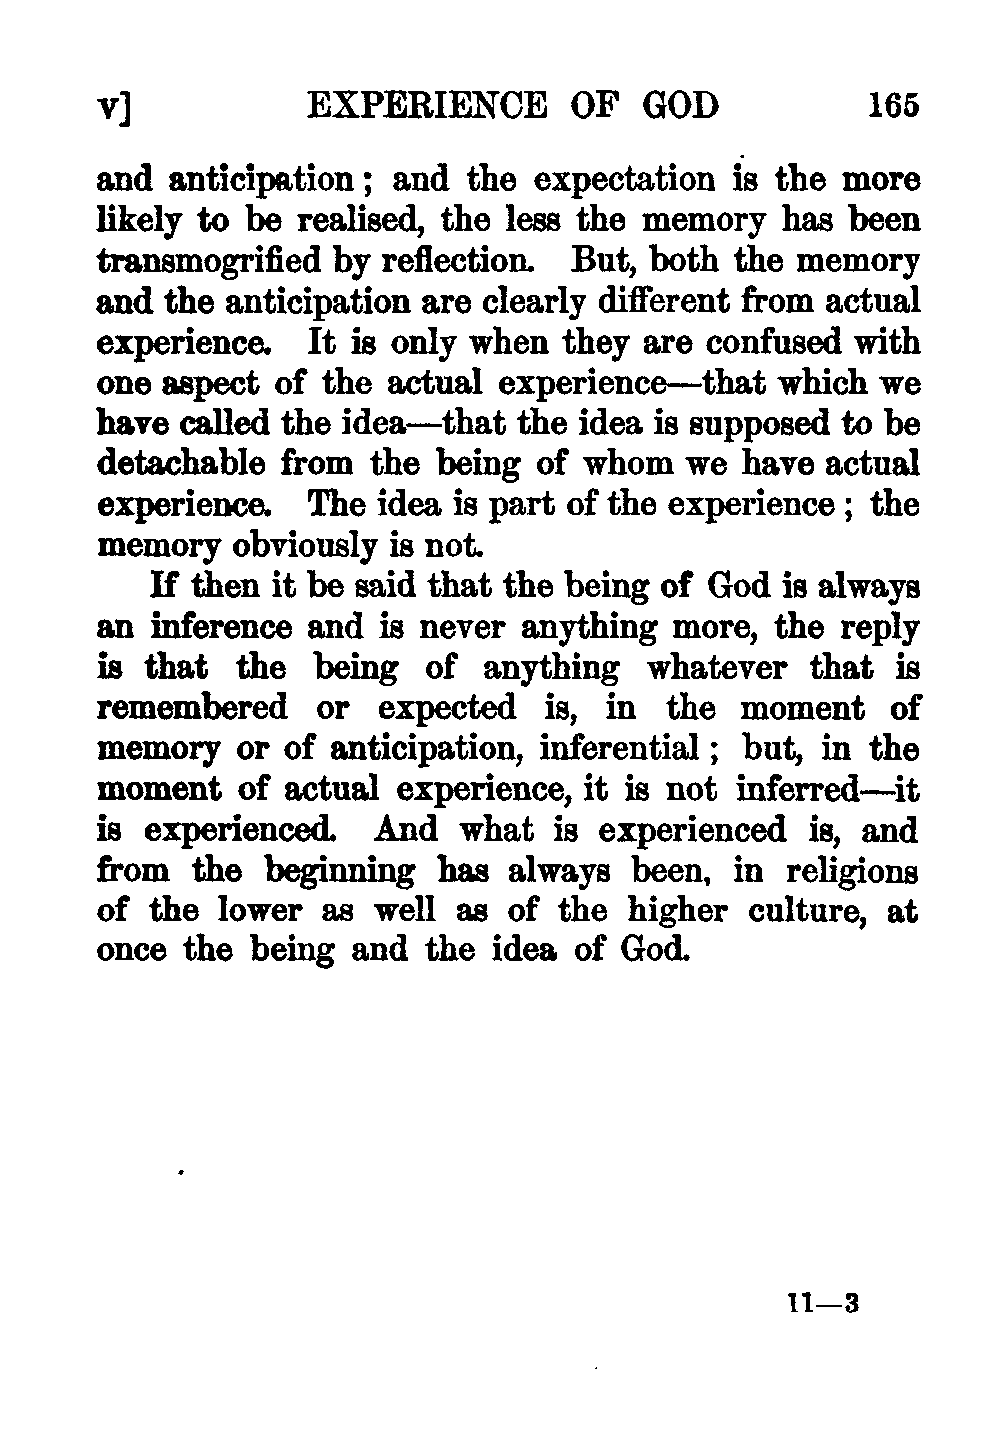 v] EXPERIENCE OF GOD 165
and anticipation; and the expectation is the more
likely to be realised, the less the memory has been
transmogrified by reflection. But, both the memory
and the anticipation are clearly different from actual
experience. It is only when they are confused with
one aspect of the actual experience—that which we
have called the idea—that the idea is supposed to be
detachable from the being of whom we have actual
experience. The idea is part of the experience; the
memory obviously is not.
If then it be said that the being of God is always
an inference and is never anything more, the reply
is that the being of anything whatever that is
remembered or expected is, in the moment of
memory or of anticipation, inferential; but, in the
moment of actual experience, it is not inferred—it
is experienced. And what is experienced is, and
from the beginning has always been, in religions
of the lower as well as of the higher culture, at
once the being and the idea of God.
11—3